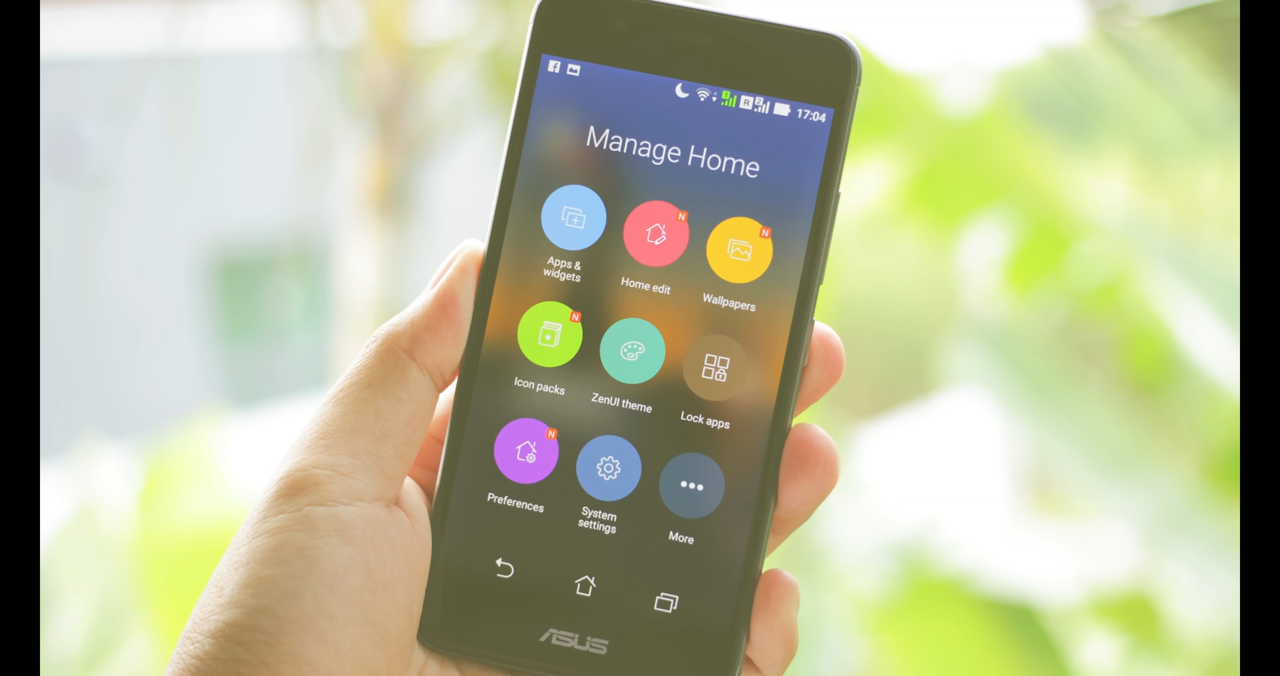 17:04
Manage Home
N
N
Apps &
widgets
Home edit
Wallpapers
N
Icon packs
ZenUI theme
Lock apps
N
Preferences
System
settings
More
ASUS